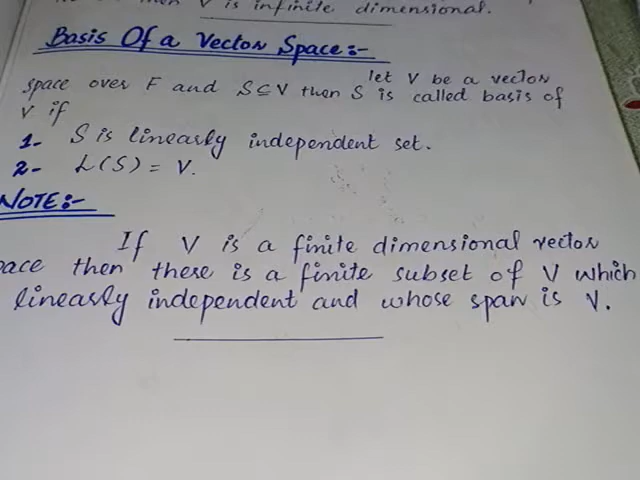 then V is infinite dimensional.
Basis Of a Vector Space:-
let V be a vector
space over F and S⊆V then S is called basis of
V if
1- S is linearly independent set.
2- L(S) = V.
NOTE:-
If V is a finite dimensional vector
pace then there is a finite subset of V which
linearly independent and whose span is V.